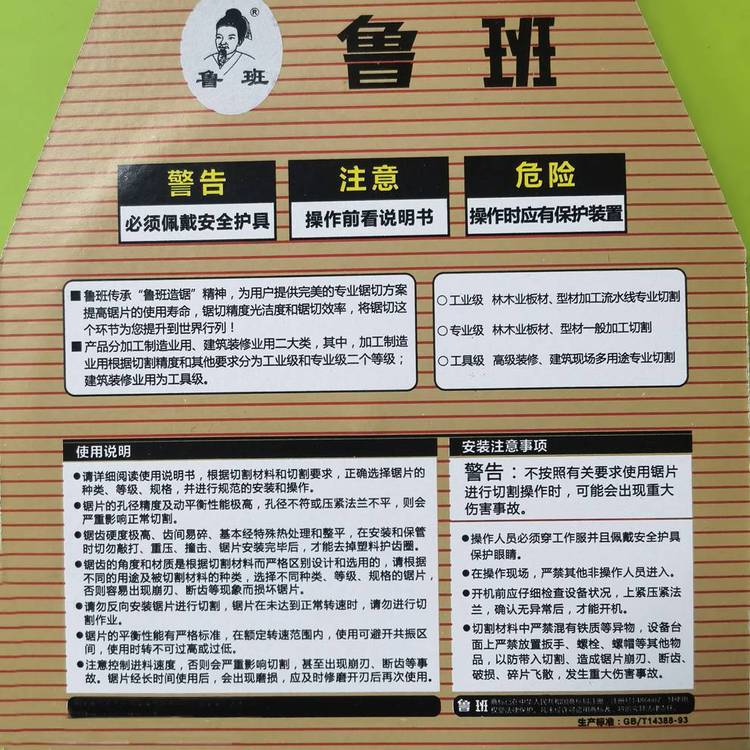 ®
鲁班
鲁班
警告
必须佩戴安全护具
注意
操作前看说明书
危险
操作时应有保护装置
■鲁班传承“鲁班造锯”精神，为用户提供完美的专业锯切方案
提高锯片的使用寿命，锯切精度光洁度和锯切效率，将锯切这
个环节为您提升到世界行列！
■产品分加工制造业用、建筑装修业用二大类，其中，加工制造
业用根据切割精度和其他要求分为工业级和专业级二个等级；
建筑装修业用为工具级。
○工业级 林木业板材、型材加工流水线专业切割
○专业级 林木业板材、型材一般加工切割
○工具级 高级装修、建筑现场多用途专业切割
使用说明
●请详细阅读使用说明书，根据切割材料和切割要求，正确选择锯片的
种类、等级、规格，并进行规范的安装和操作。
●锯片的孔径精度及动平衡性能极高，孔径不符或压紧法兰不平，则会
严重影响正常切割。
●锯齿硬度极高、齿间易碎、基本经特殊热处理和整平，在安装和保管
时切勿敲打、重压、撞击、锯片安装完毕后，才能去掉塑料护齿圈。
●锯齿的角度和材质是根据切割材料而严格区别设计和选用的，请根据
不同的用途及被切割材料的种类，选择不同种类、等级、规格的锯片，
否则容易出现崩刃、断齿等现象而损坏锯片。
●请勿反向安装锯片进行切割，锯片在未达到正常转速时，请勿进行切
割作业。
●锯片的平衡性能有严格标准，在额定转速范围内，使用可避开共振区
间，使用时转不可过高或过低。
●注意控制进料速度，否则会严重影响切割，甚至出现崩刃、断齿等事
故。锯片经长时间使用后，会出现磨损，应及时修磨开刃后再次使用。
安装注意事项
警告：不按照有关要求使用锯片
进行切割操作时，可能会出现重大
伤害事故。
●操作人员必须穿工作服并且佩戴安全护具
保护眼睛。
●在操作现场，严禁其他非操作人员进入。
●开机前应仔细检查设备状况，上紧压紧法
兰，确认无异常后，才能开机。
●切割材料中严禁混有铁质等异物，设备台
面上严禁放置扳手、螺栓、螺帽等其他物
品，以防带入切割、造成锯片崩刃、断齿、
破损、碎片飞散，发生重大伤害事故。
鲁班
生产标准：GB/T14388-93